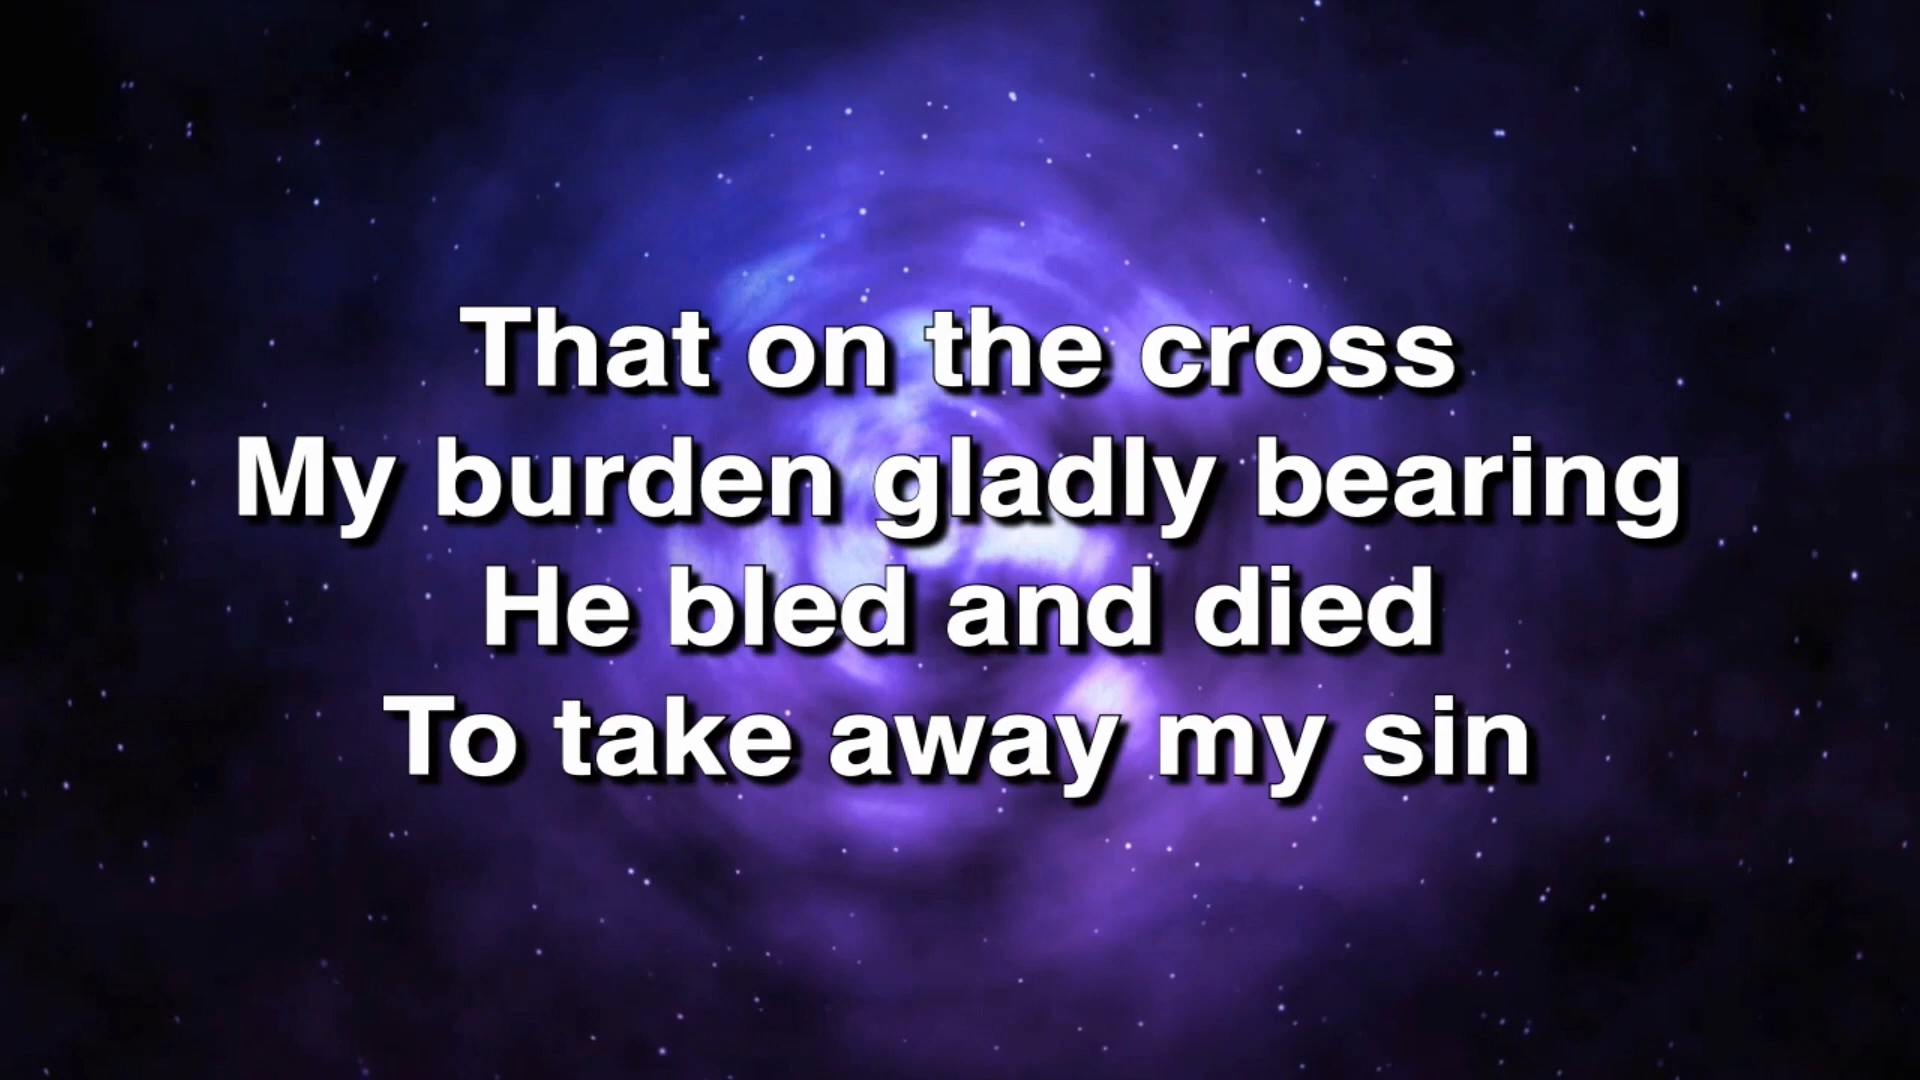 That on the cross
My burden gladly bearing
He bled and died
To take away my sin